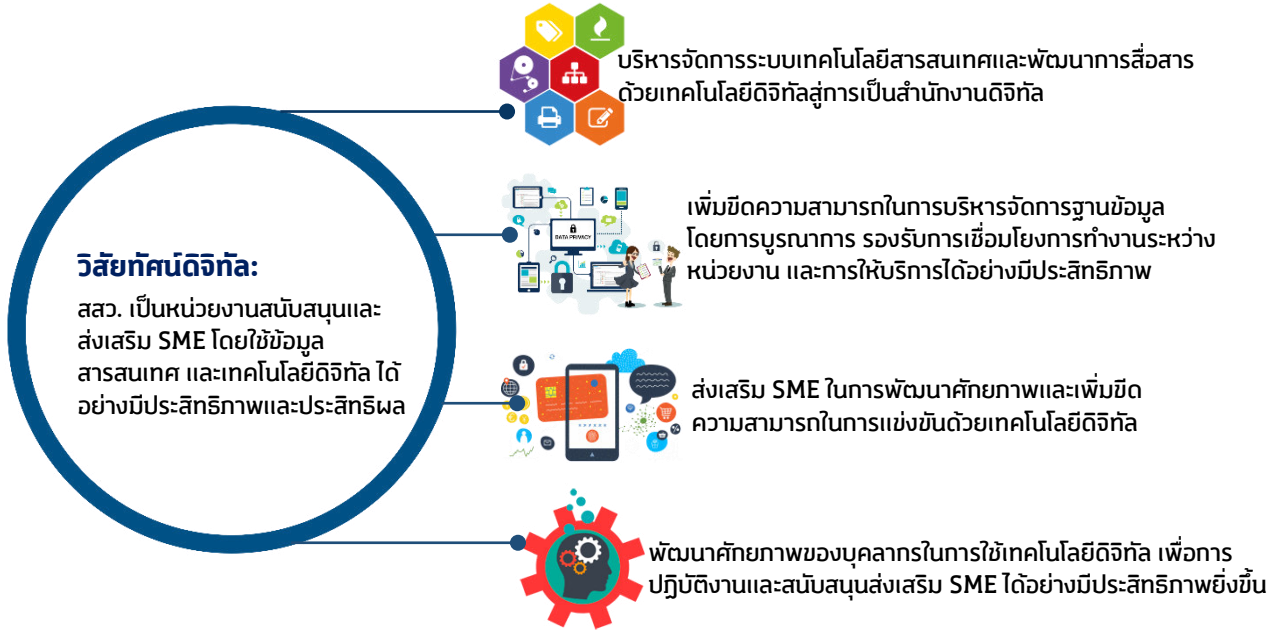 บริหารจัดการระบบเทคโนโลยีสารสนเทศและพัฒนาการสื่อสาร
ด้วยเทคโนโลยีดิจิทัลสู่การเป็นสำนักงานดิจิทัล
DATA PRIVACY
เพิ่มขีดความสามารถในการบริหารจัดการฐานข้อมูล
โดยการบูรณาการ รองรับการเชื่อมโยงการทำงานระหว่าง
หน่วยงาน และการให้บริการได้อย่างมีประสิทธิภาพ
วิสัยทัศน์ดิจิทัล:
สสว. เป็นหน่วยงานสนับสนุนและ
ส่งเสริม SME โดยใช้ข้อมูล
สารสนเทศ และเทคโนโลยีดิจิทัล ได้
อย่างมีประสิทธิภาพและประสิทธิผล
ส่งเสริม SME ในการพัฒนาศักยภาพและเพิ่มขีด
ความสามารถในการแข่งขันด้วยเทคโนโลยีดิจิทัล
พัฒนาศักยภาพของบุคลากรในการใช้เทคโนโลยีดิจิทัล เพื่อการ
ปฏิบัติงานและสนับสนุนส่งเสริม SME ได้อย่างมีประสิทธิภาพยิ่งขึ้น